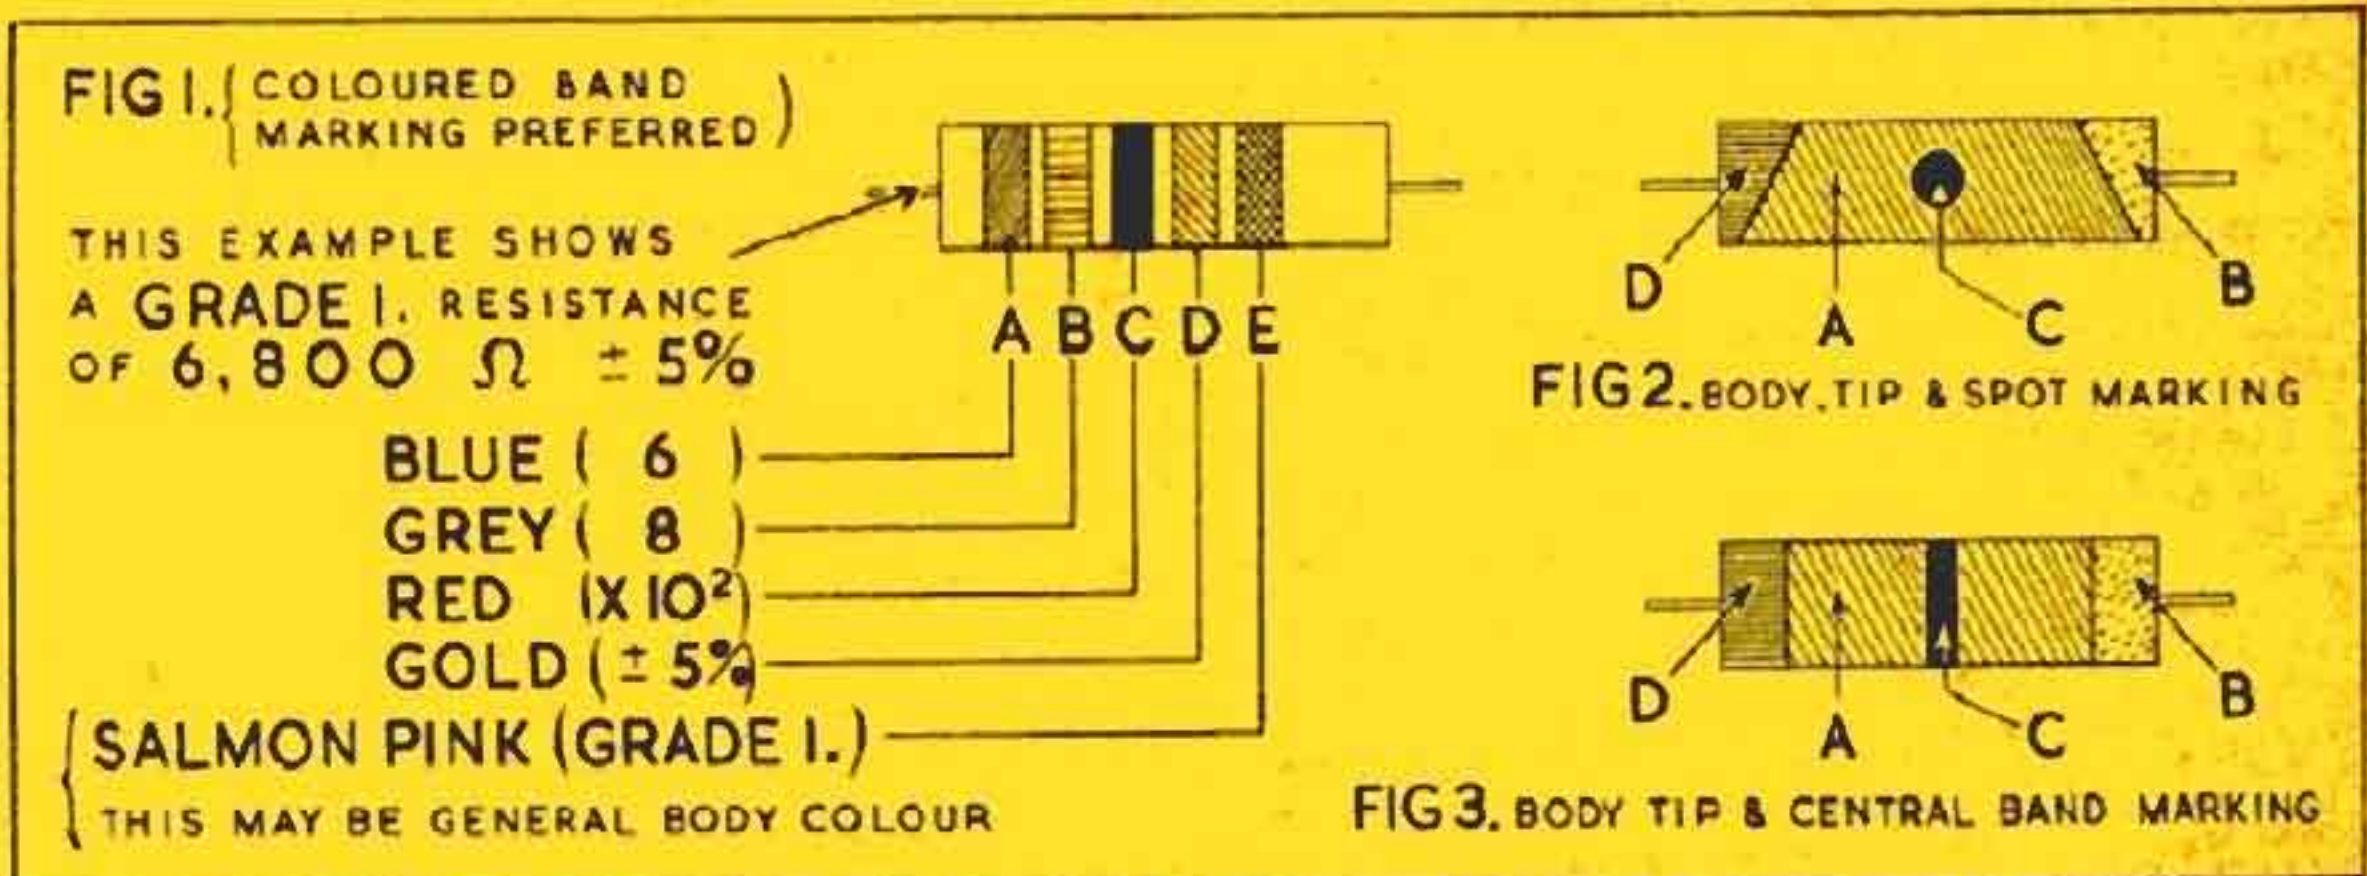 FIG 1. (COLOURED BAND
MARKING PREFERRED)
THIS EXAMPLE SHOWS
A GRADE 1. RESISTANCE
OF 6,800 Ω ± 5%
A B C D E
BLUE ( 6 )
GREY ( 8 )
RED (X 10²)
GOLD (± 5%)
SALMON PINK (GRADE 1.)
THIS MAY BE GENERAL BODY COLOUR
D A C B
FIG 2. BODY, TIP & SPOT MARKING
D A C B
FIG 3. BODY TIP & CENTRAL BAND MARKING